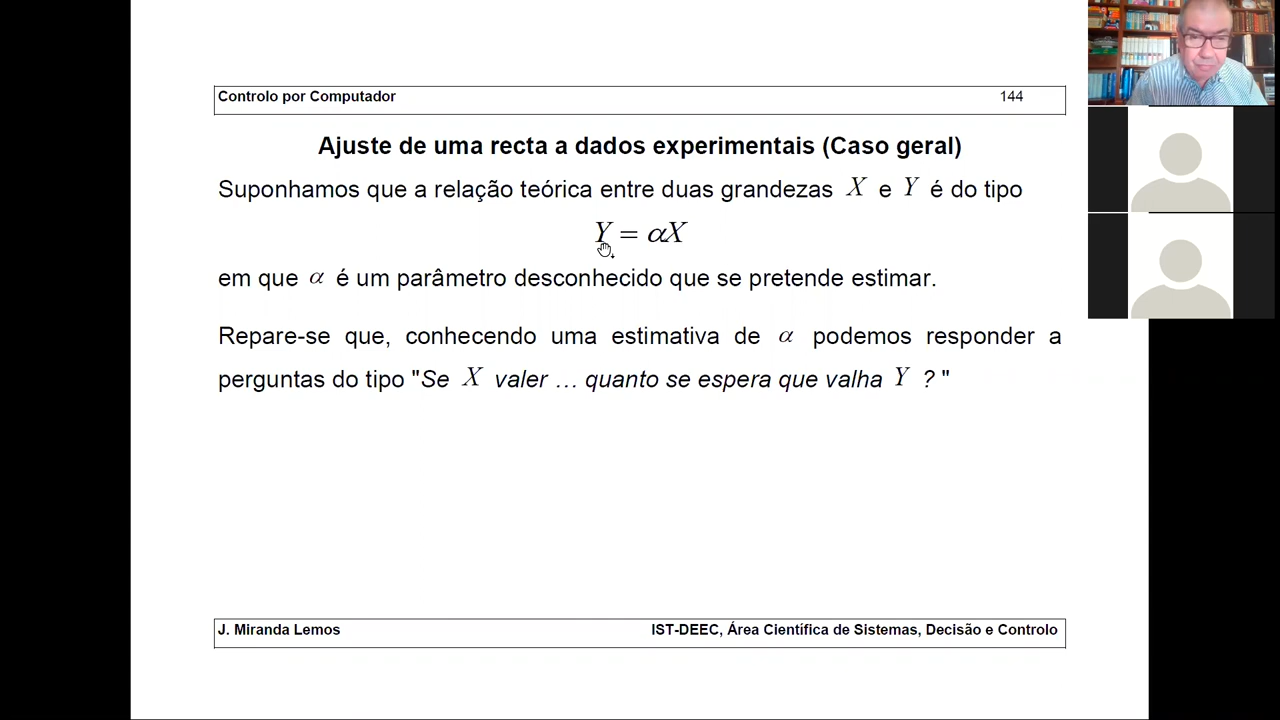 Controlo por Computador 144
Ajuste de uma recta a dados experimentais (Caso geral)
Suponhamos que a relação teórica entre duas grandezas X e Y é do tipo
Y = αX
em que α é um parâmetro desconhecido que se pretende estimar.
Repare-se que, conhecendo uma estimativa de α podemos responder a
perguntas do tipo "Se X valer … quanto se espera que valha Y ? "
J. Miranda Lemos IST-DEEC, Área Científica de Sistemas, Decisão e Controlo